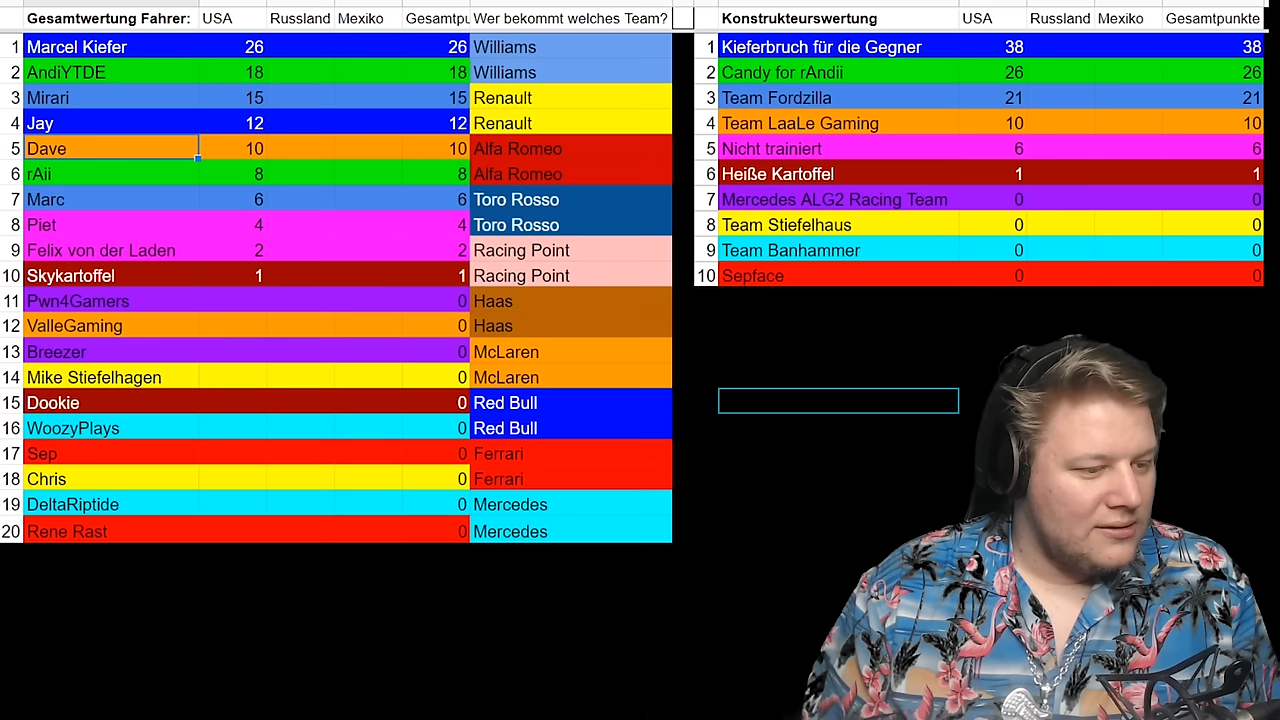 Gesamtwertung Fahrer: USA Russland Mexiko Gesamtpu Wer bekommt welches Team?
1 Marcel Kiefer 26 26 Williams
2 AndiYTDE 18 18 Williams
3 Mirari 15 15 Renault
4 Jay 12 12 Renault
5 Dave 10 10 Alfa Romeo
6 rAii 8 8 Alfa Romeo
7 Marc 6 6 Toro Rosso
8 Piet 4 4 Toro Rosso
9 Felix von der Laden 2 2 Racing Point
10 Skykartoffel 1 1 Racing Point
11 Pwn4Gamers 0 Haas
12 ValleGaming 0 Haas
13 Breezer 0 McLaren
14 Mike Stiefelhagen 0 McLaren
15 Dookie 0 Red Bull
16 WoozyPlays 0 Red Bull
17 Sep 0 Ferrari
18 Chris 0 Ferrari
19 DeltaRiptide 0 Mercedes
20 Rene Rast 0 Mercedes
Konstrukteurswertung USA Russland Mexiko Gesamtpunkte
1 Kieferbruch für die Gegner 38 38
2 Candy for rAndii 26 26
3 Team Fordzilla 21 21
4 Team LaaLe Gaming 10 10
5 Nicht trainiert 6 6
6 Heiße Kartoffel 1 1
7 Mercedes ALG2 Racing Team 0 0
8 Team Stiefelhaus 0 0
9 Team Banhammer 0 0
10 Sepface 0 0